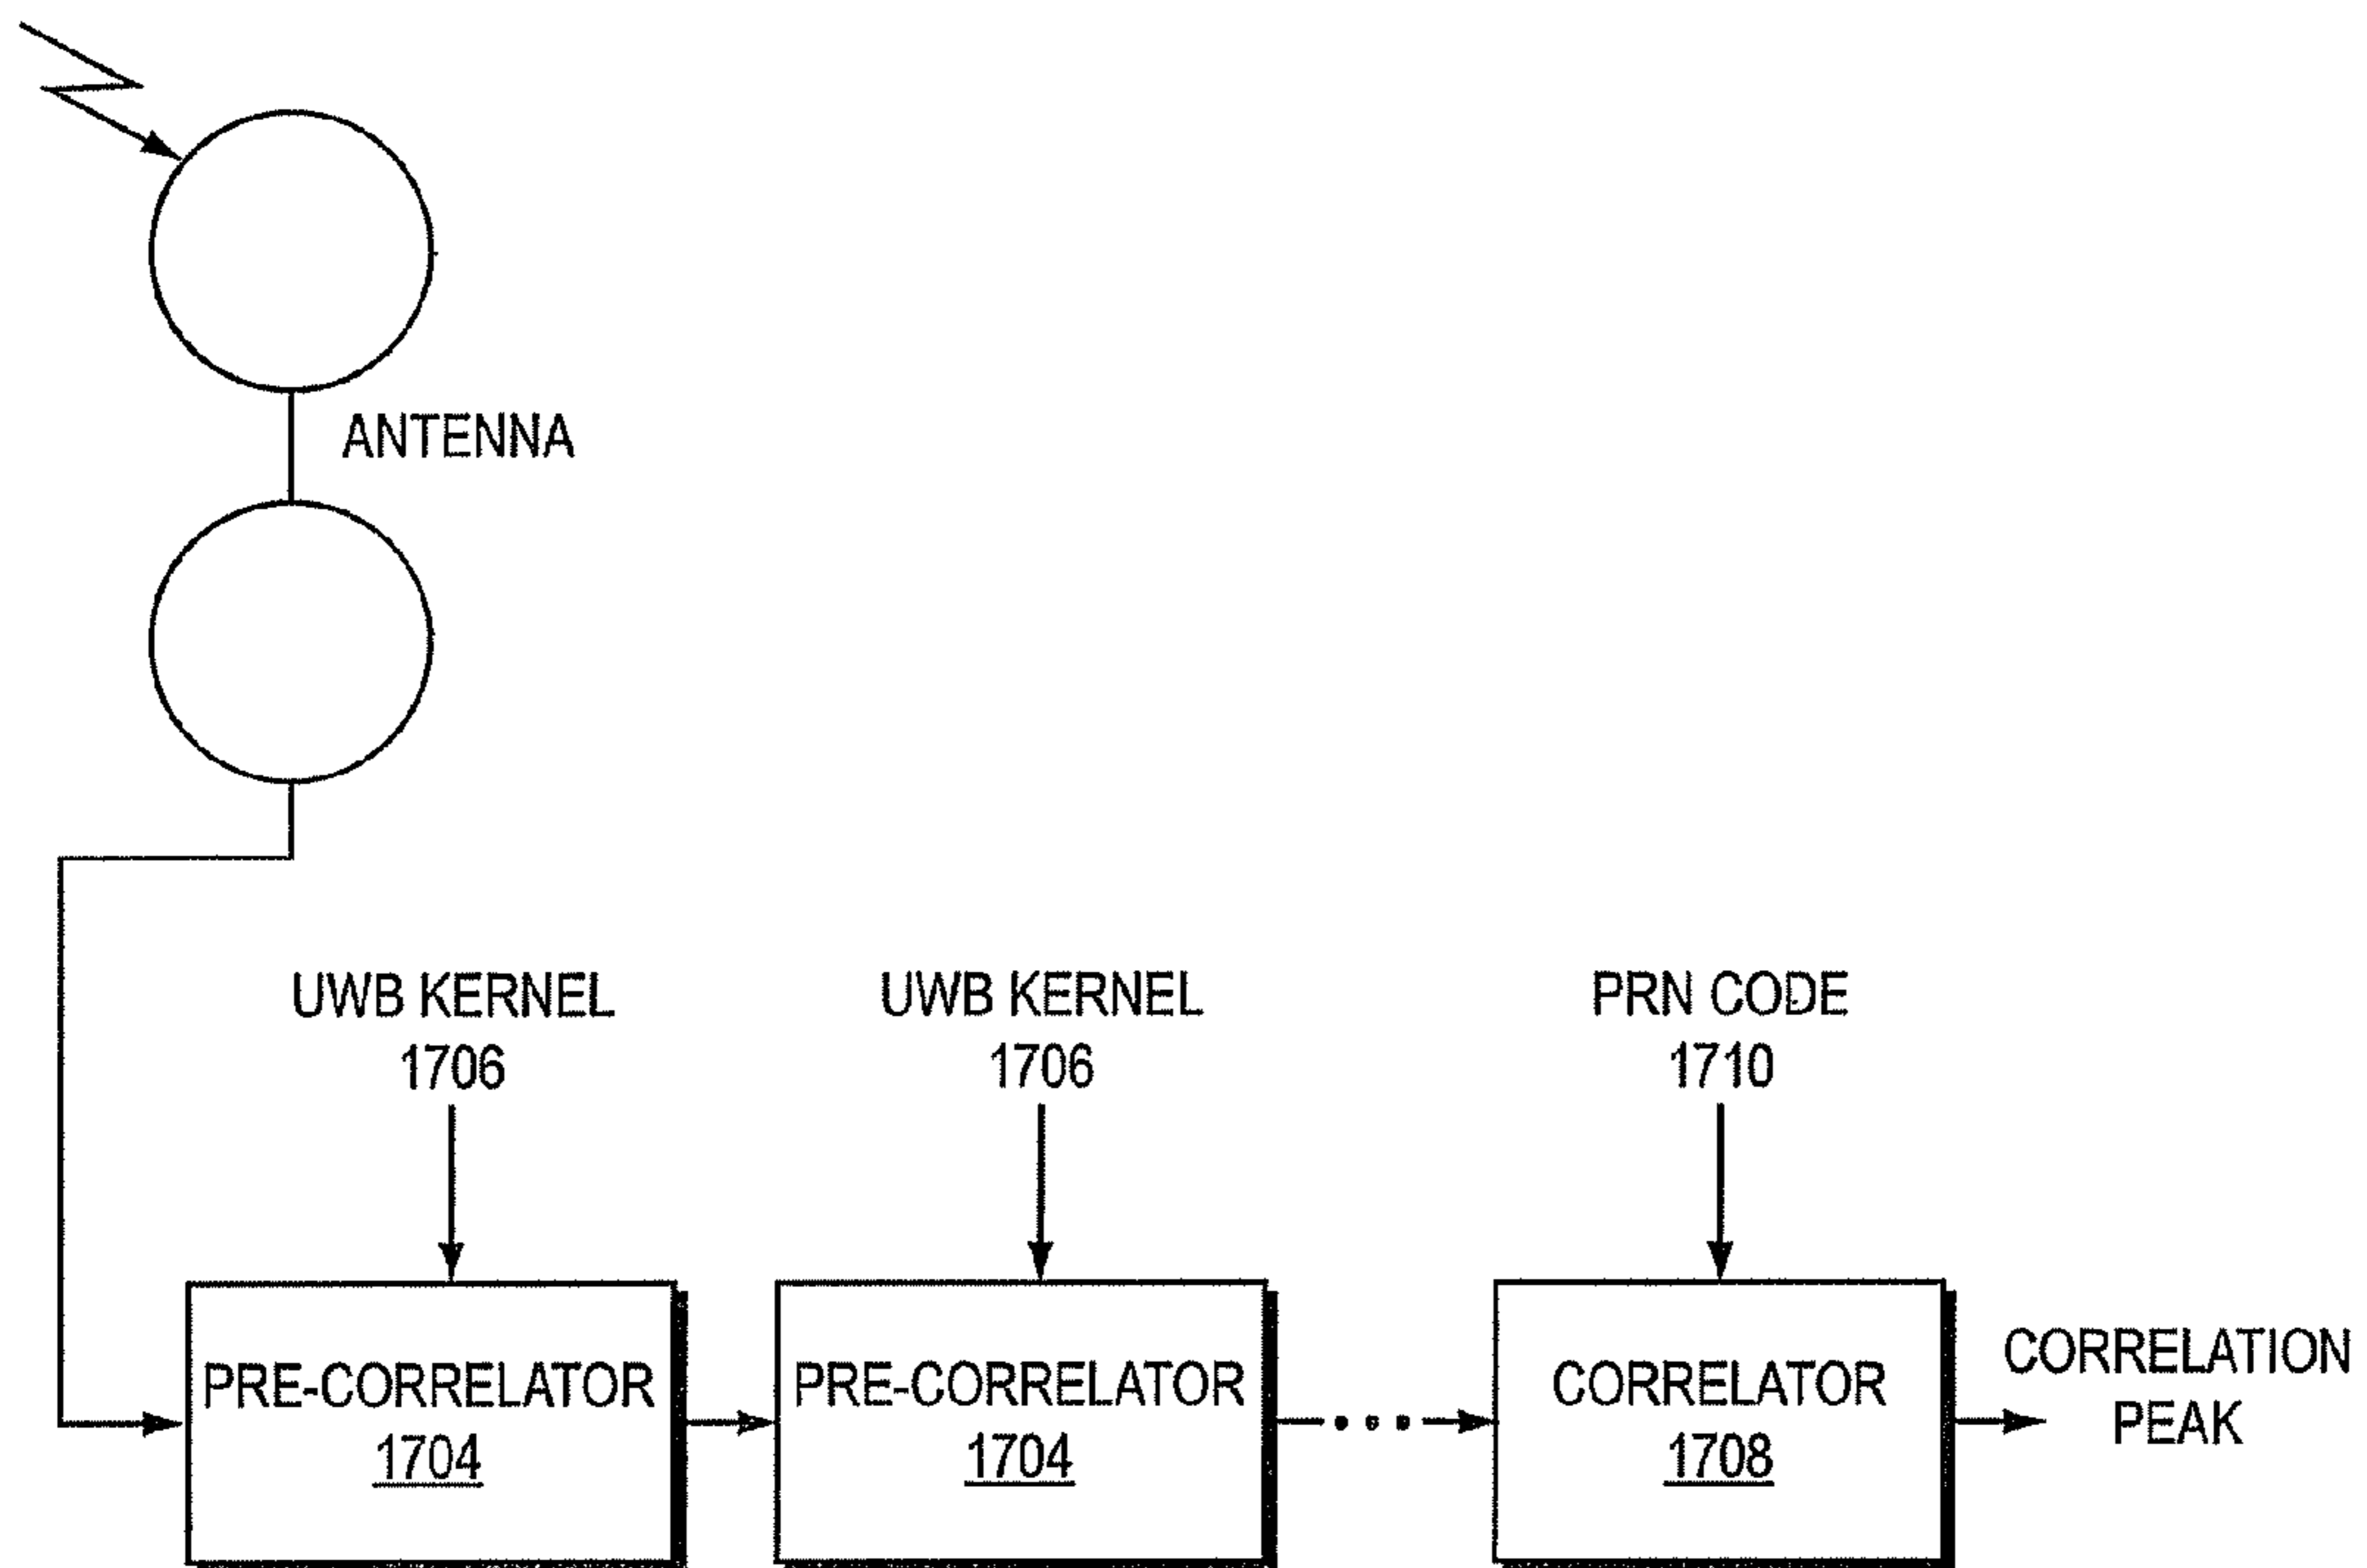 ANTENNA
UWB KERNEL
1706
UWB KERNEL
1706
PRN CODE
1710
PRE-CORRELATOR
1704
PRE-CORRELATOR
1704
CORRELATOR
1708
CORRELATION
PEAK